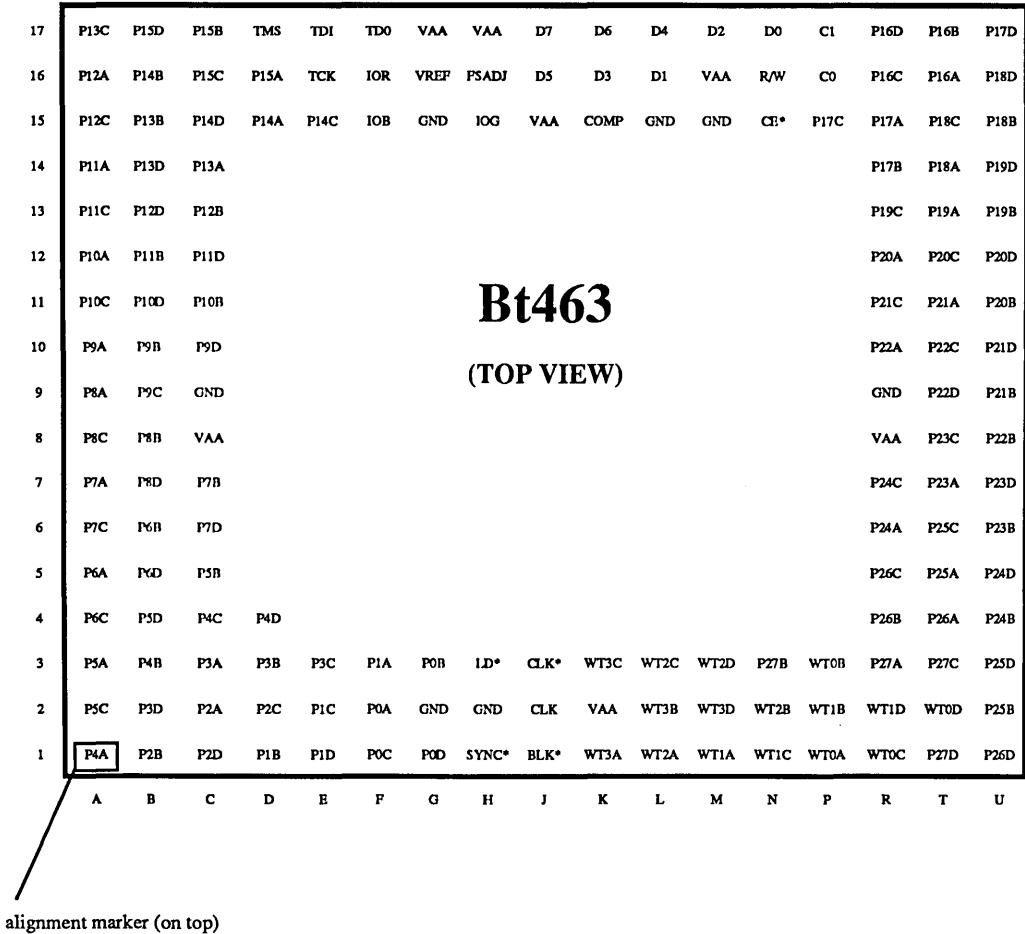 17 P13C P15D P15B TMS TDI TD0 VAA VAA D7 D6 D4 D2 D0 C1 P16D P16B P17D
16 P12A P14B P15C P15A TCK IOR VREF FSADJ D5 D3 D1 VAA R/W C0 P16C P16A P18D
15 P12C P13B P14D P14A P14C IOB GND IOG VAA COMP GND GND CE* P17C P17A P18C P18B
14 P11A P13D P13A P17B P18A P19D
13 P11C P12D P12B P19C P19A P19B
12 P10A P11B P11D P20A P20C P20D
11 P10C P10D P10B P21C P21A P20B
Bt463
10 P9A P9B P9D P22A P22C P21D
(TOP VIEW)
9 P8A P9C GND GND P22D P21B
8 P8C P8B VAA VAA P23C P22B
7 P7A P8D P7B P24C P23A P23D
6 P7C P6B P7D P24A P25C P23B
5 P6A P6D P5B P26C P25A P24D
4 P6C P5D P4C P4D P26B P26A P24B
3 P5A P4B P3A P3B P3C P1A P0B LD* CLK* WT3C WT2C WT2D P27B WT0B P27A P27C P25D
2 P5C P3D P2A P2C P1C P0A GND GND CLK VAA WT3B WT3D WT2B WT1B WT1D WT0D P25B
1 P4A P2B P2D P1B P1D P0C P0D SYNC* BLK* WT3A WT2A WT1A WT1C WT0A WT0C P27D P26D
A B C D E F G H J K L M N P R T U
alignment marker (on top)